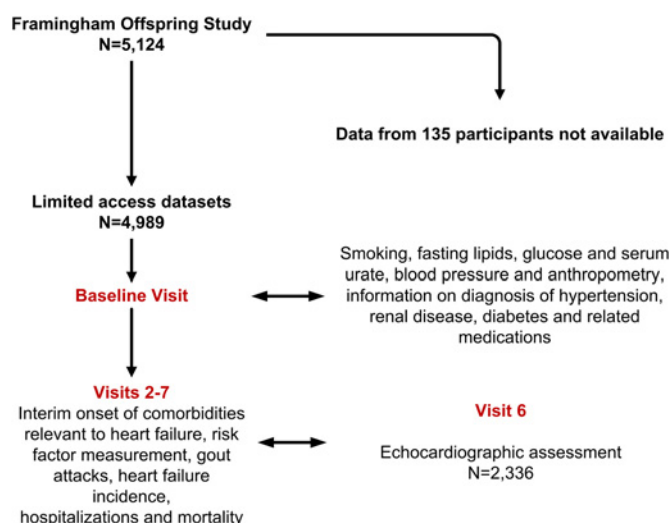 Framingham Offspring Study
N=5,124
Data from 135 participants not available
Limited access datasets
N=4,989
Baseline Visit
Smoking, fasting lipids, glucose and serum
urate, blood pressure and anthropometry,
information on diagnosis of hypertension,
renal disease, diabetes and related
medications
Visits 2-7
Interim onset of comorbidities
relevant to heart failure, risk
factor measurement, gout
attacks, heart failure
incidence,
hospitalizations and mortality
Visit 6
Echocardiographic assessment
N=2,336